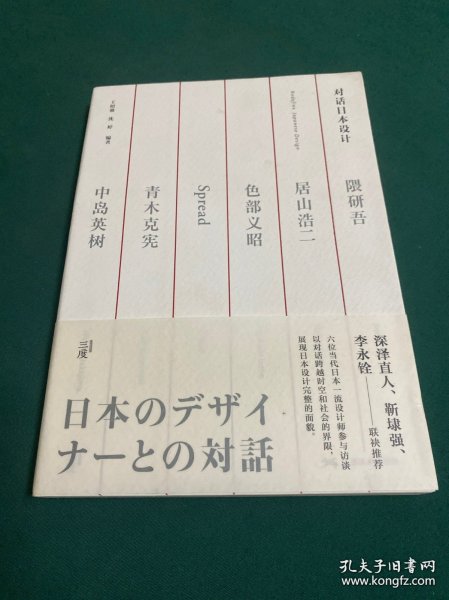 对话日本设计
Analyze Japanese Design
隈研吾
居山浩二
色部义昭
Spread
青木克宪
中岛英树
编著
三度
深泽直人、靳埭强、
李永铨
联袂推荐
六位当代日本一流设计师参与访谈
以对话跨越时空和社会的界限，
展现日本设计完整的面貌。
日本のデザイ
ナーとの対話
孔夫子旧书网
www.kongfz.com